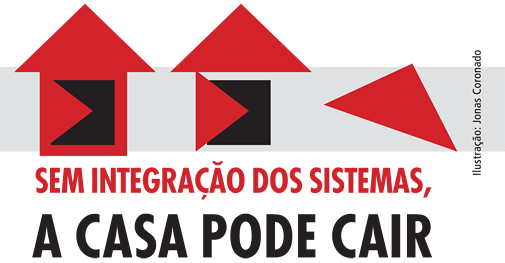 SEM INTEGRAÇÃO DOS SISTEMAS,
A CASA PODE CAIR
Ilustração: Jonas Coronado